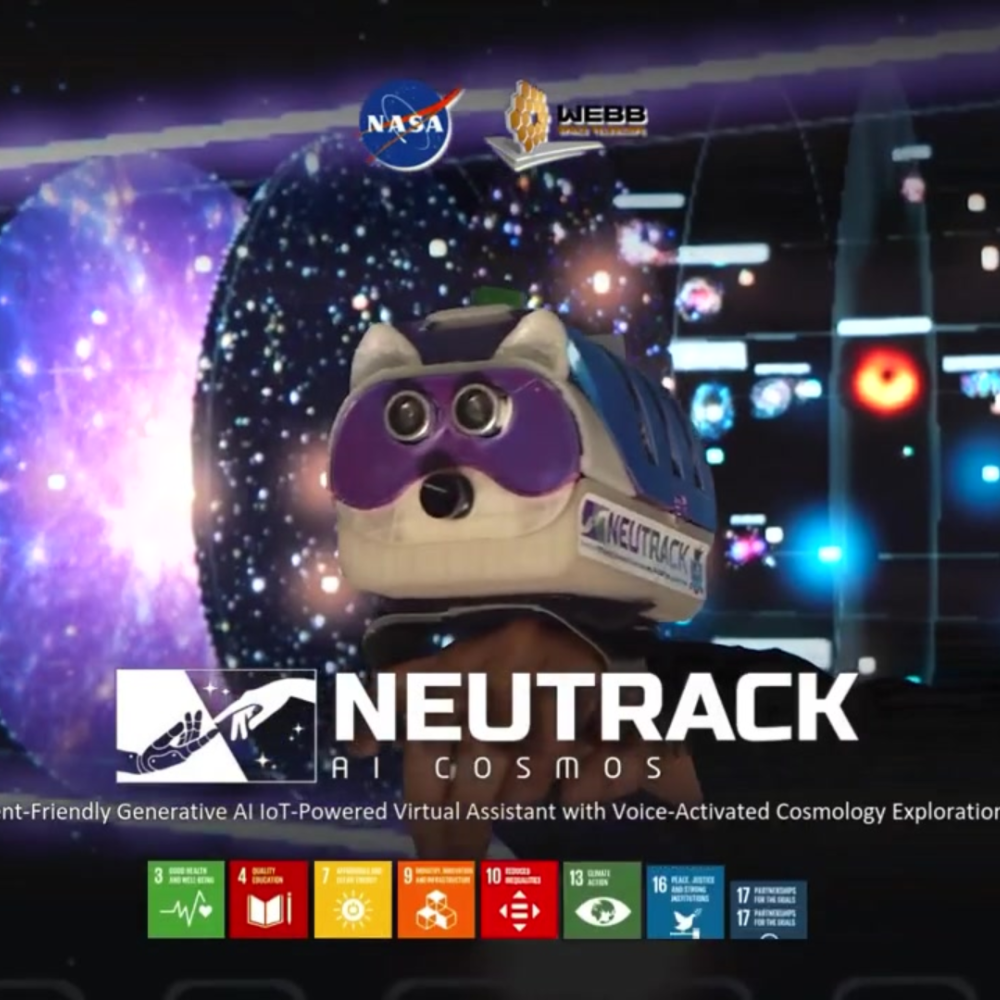 NASA
WEBB
SPACE TELESCOPE
NEUTRACK
NEUTRACK
AI COSMOS
nt-Friendly Generative AI IoT-Powered Virtual Assistant with Voice-Activated Cosmology Exploration
3 GOOD HEALTH
AND WELL-BEING
4 QUALITY
EDUCATION
7 AFFORDABLE AND
CLEAN ENERGY
9 INDUSTRY, INNOVATION
AND INFRASTRUCTURE
10 REDUCED
INEQUALITIES
13 CLIMATE
ACTION
16 PEACE, JUSTICE
AND STRONG
INSTITUTIONS
17 PARTNERSHIPS
FOR THE GOALS
17 PARTNERSHIPS
FOR THE GOALS